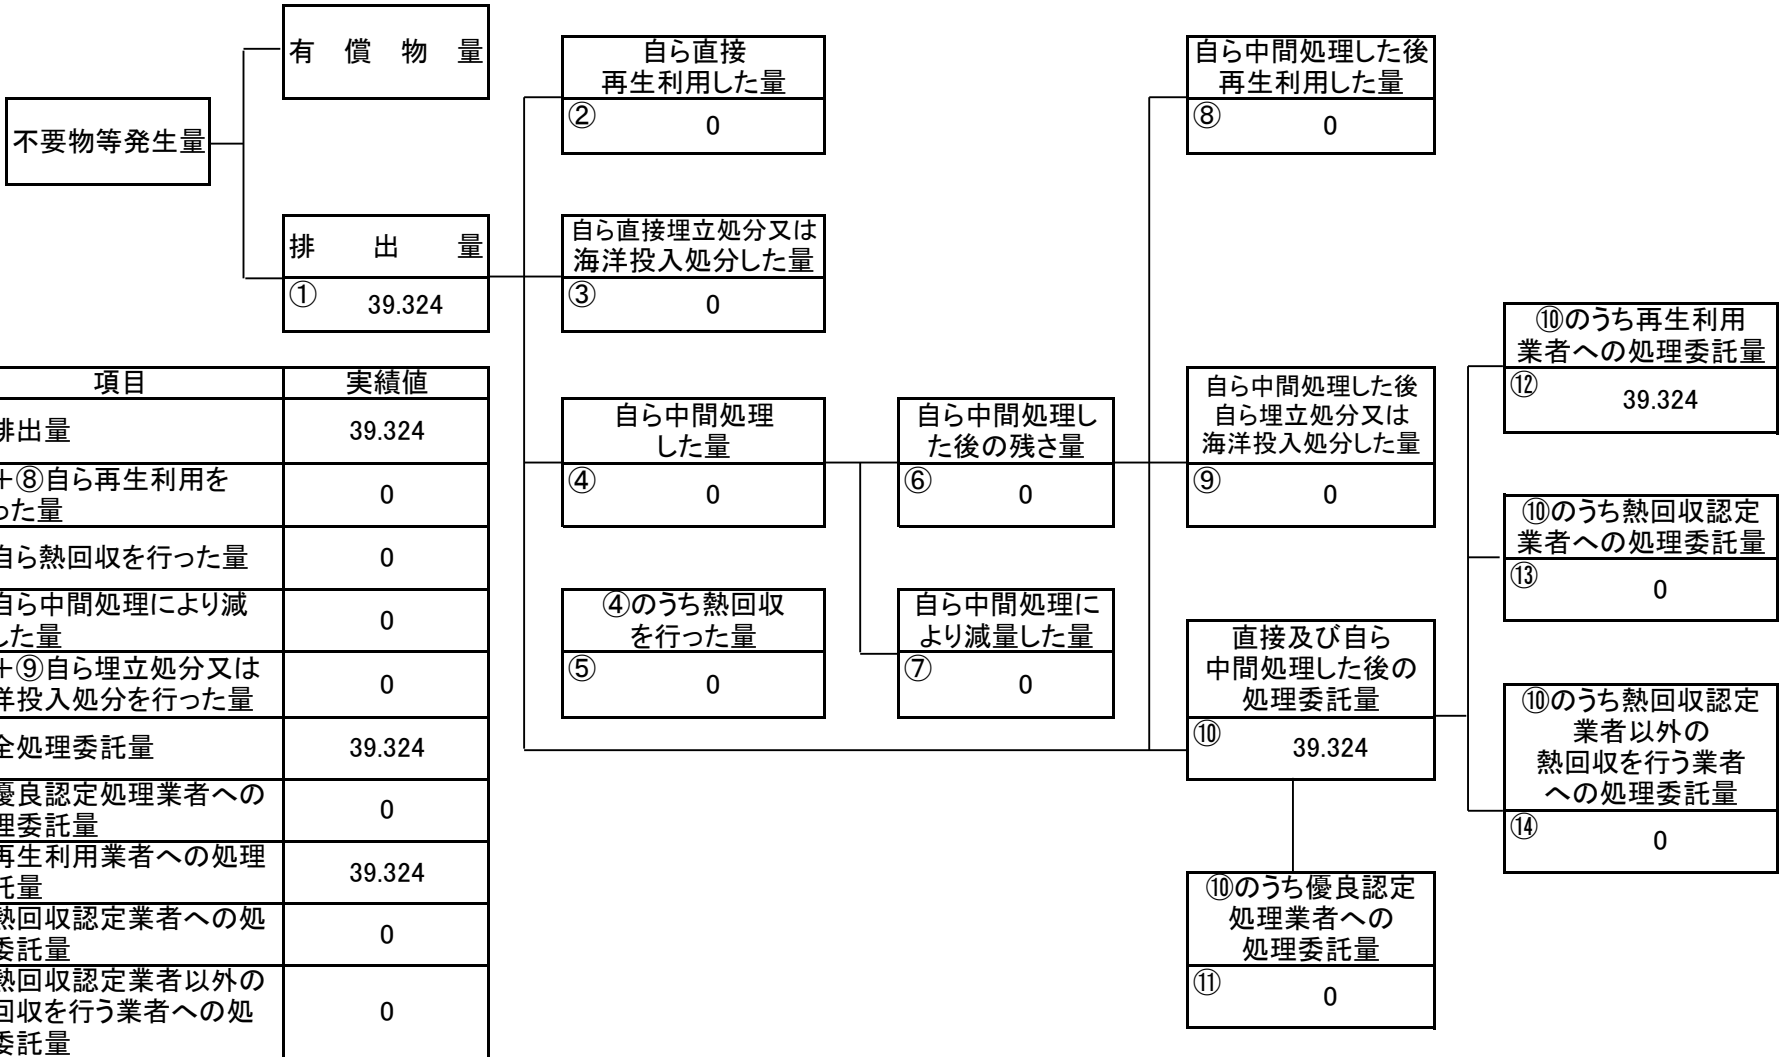 有 償 物 量
不要物等発生量
排 出 量
① 39.324
自ら直接
再生利用した量
② 0
自ら直接埋立処分又は
海洋投入処分した量
③ 0
自ら中間処理
した量
④ 0
④のうち熱回収
を行った量
⑤ 0
自ら中間処理し
た後の残さ量
⑥ 0
自ら中間処理に
より減量した量
⑦ 0
自ら中間処理した後
再生利用した量
⑧ 0
自ら中間処理した後
自ら埋立処分又は
海洋投入処分した量
⑨ 0
直接及び自ら
中間処理した後の
処理委託量
⑩ 39.324
⑩のうち優良認定
処理業者への
処理委託量
⑪ 0
⑩のうち再生利用
業者への処理委託量
⑫ 39.324
⑩のうち熱回収認定
業者への処理委託量
⑬ 0
⑩のうち熱回収認定
業者以外の
熱回収を行う業者
への処理委託量
⑭ 0
項目 実績値
排出量 39.324
+⑧自ら再生利用を
った量 0
自ら熱回収を行った量 0
自ら中間処理により減
した量 0
+⑨自ら埋立処分又は
洋投入処分を行った量 0
全処理委託量 39.324
優良認定処理業者への
理委託量 0
再生利用業者への処理
託量 39.324
熱回収認定業者への処
委託量 0
熱回収認定業者以外の
回収を行う業者への処
委託量 0